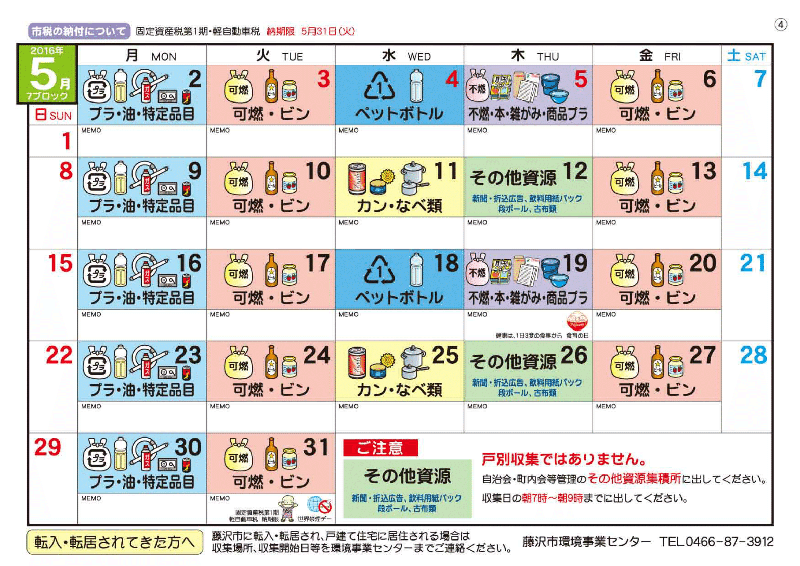 市税の納付について 固定資産税第1期・軽自動車税 納期限 5月31日(火)
④
2016年
5月
7ブロック
月 MON 火 TUE 水 WED 木 THU 金 FRI 土 SAT
日 SUN
1
プラ 2 可燃 3 1 4 不燃 5 可燃 6 7
プラ・油・特定品目 可燃・ビン ペットボトル 不燃・本・雑がみ・商品プラ 可燃・ビン
MEMO MEMO MEMO MEMO MEMO
8 プラ 9 可燃 10 11 その他資源 12 可燃 13 14
新聞・折込広告、飲料用紙パック
段ボール、古布類
プラ・油・特定品目 可燃・ビン カン・なべ類 可燃・ビン
MEMO MEMO MEMO MEMO MEMO
15 プラ 16 可燃 17 1 18 不燃 19 可燃 20 21
プラ・油・特定品目 可燃・ビン ペットボトル 不燃・本・雑がみ・商品プラ 可燃・ビン
MEMO MEMO MEMO MEMO MEMO
健康は、1日3度の食事から 食育の日
22 プラ 23 可燃 24 25 その他資源 26 可燃 27 28
新聞・折込広告、飲料用紙パック
段ボール、古布類
プラ・油・特定品目 可燃・ビン カン・なべ類 可燃・ビン
MEMO MEMO MEMO MEMO MEMO
29 プラ 30 可燃 31
プラ・油・特定品目 可燃・ビン
MEMO MEMO
固定資産税第1期
軽自動車税 納期限
世界禁煙デー
ご注意
その他資源
新聞・折込広告、飲料用紙パック
段ボール、古布類
戸別収集ではありません。
自治会・町内会等管理のその他資源集積所に出してください。
収集日の朝7時〜朝9時までに出してください。
転入・転居されてきた方へ
藤沢市に転入・転居され、戸建て住宅に居住される場合は
収集場所、収集開始日等を環境事業センターまでご連絡ください。
藤沢市環境事業センター TEL0466-87-3912